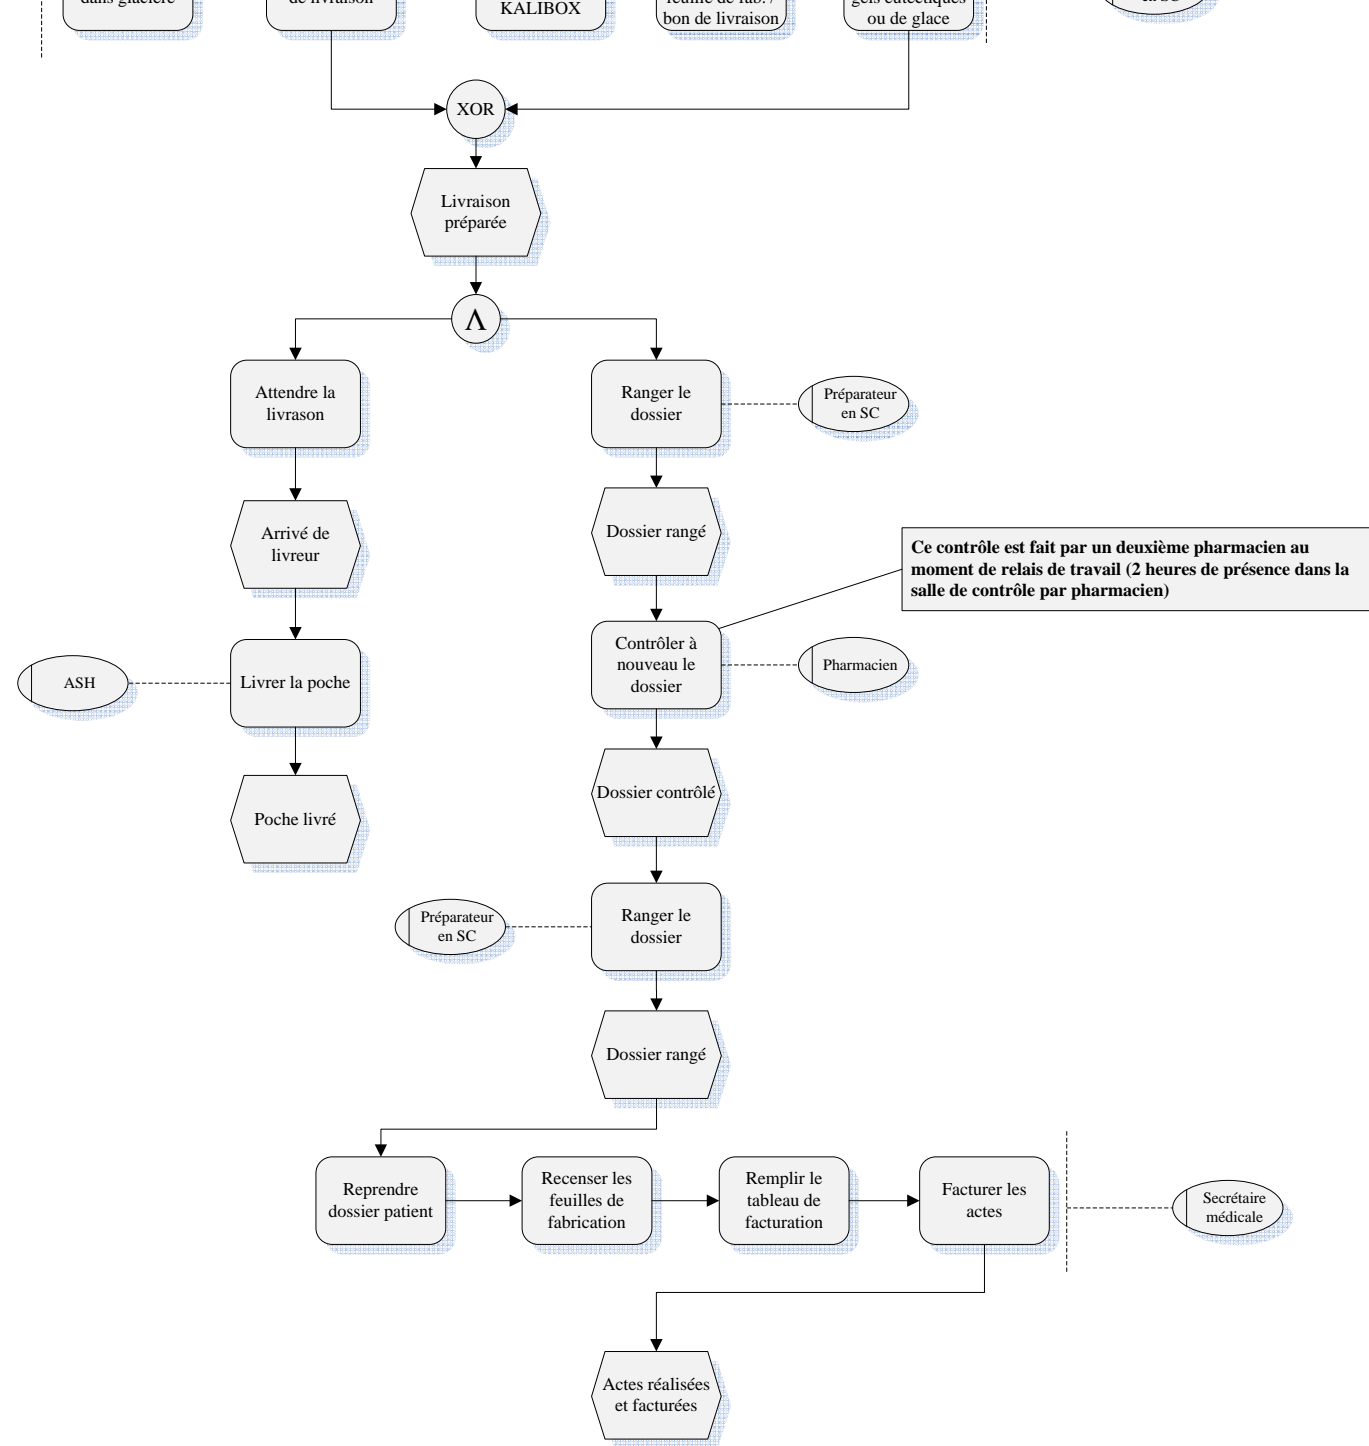 de livraison
KALIBOX
bon de livraison
gels eutectiques
ou de glace
XOR
Livraison
préparée
Λ
Attendre la
livrason
Ranger le
dossier
Préparateur
en SC
Arrivé de
livreur
Dossier rangé
Ce contrôle est fait par un deuxième pharmacien au
moment de relais de travail (2 heures de présence dans la
salle de contrôle par pharmacien)
Contrôler à
nouveau le
dossier
Pharmacien
ASH
Livrer la poche
Dossier contrôlé
Poche livré
Préparateur
en SC
Ranger le
dossier
Dossier rangé
Reprendre
dossier patient
Recenser les
feuilles de
fabrication
Remplir le
tableau de
facturation
Facturer les
actes
Secrétaire
médicale
Actes réalisées
et facturées